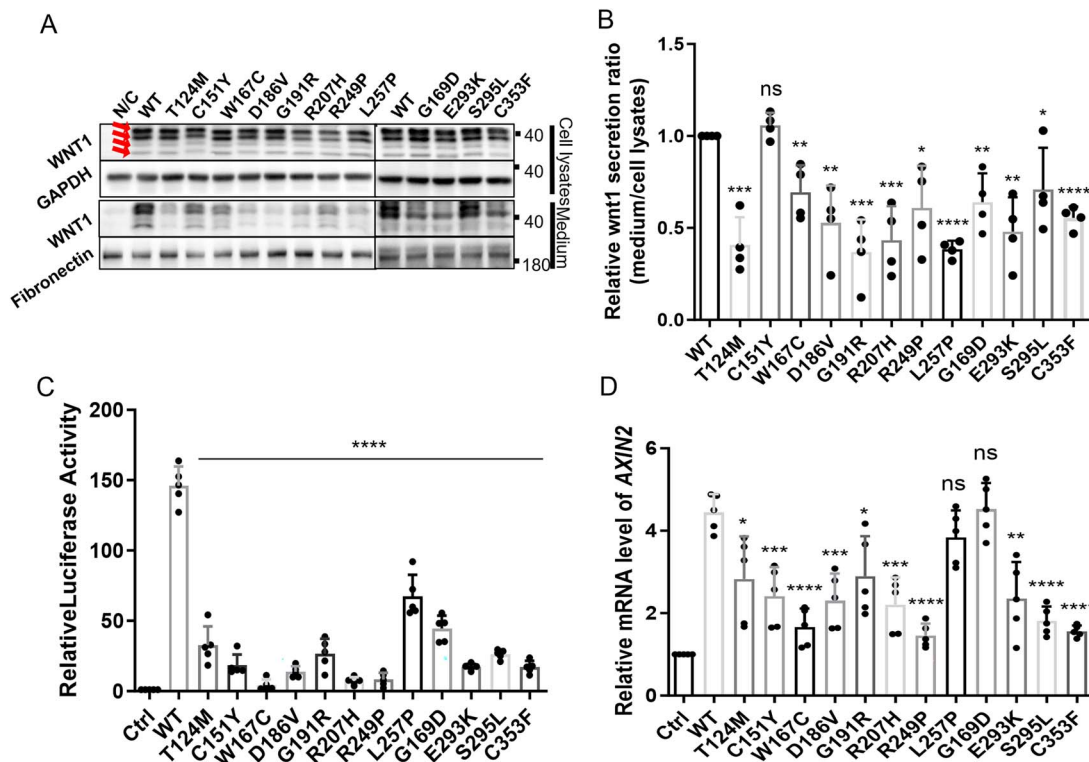 A
N/C WT T124M C151Y W167C D186V G191R R207H R249P L257P WT G169D E293K S295L C353F
WNT1
40
GAPDH
40
Cell lysates
WNT1
40
Medium
Fibronectin
180
B
Relative wnt1 secretion ratio
(medium/cell lysates)
1.5
1.0
0.5
0.0
*** ns ** ** *** *** * **** ** ** * ****
WT T124M C151Y W167C D186V G191R R207H R249P L257P G169D E293K S295L C353F
C
RelativeLuciferase Activity
200
150
100
50
0
****
Ctrl WT T124M C151Y W167C D186V G191R R207H R249P L257P G169D E293K S295L C353F
D
Relative mRNA level of AXIN2
6
4
2
0
* *** **** *** * *** **** ns ns ** **** ****
Ctrl WT T124M C151Y W167C D186V G191R R207H R249P L257P G169D E293K S295L C353F